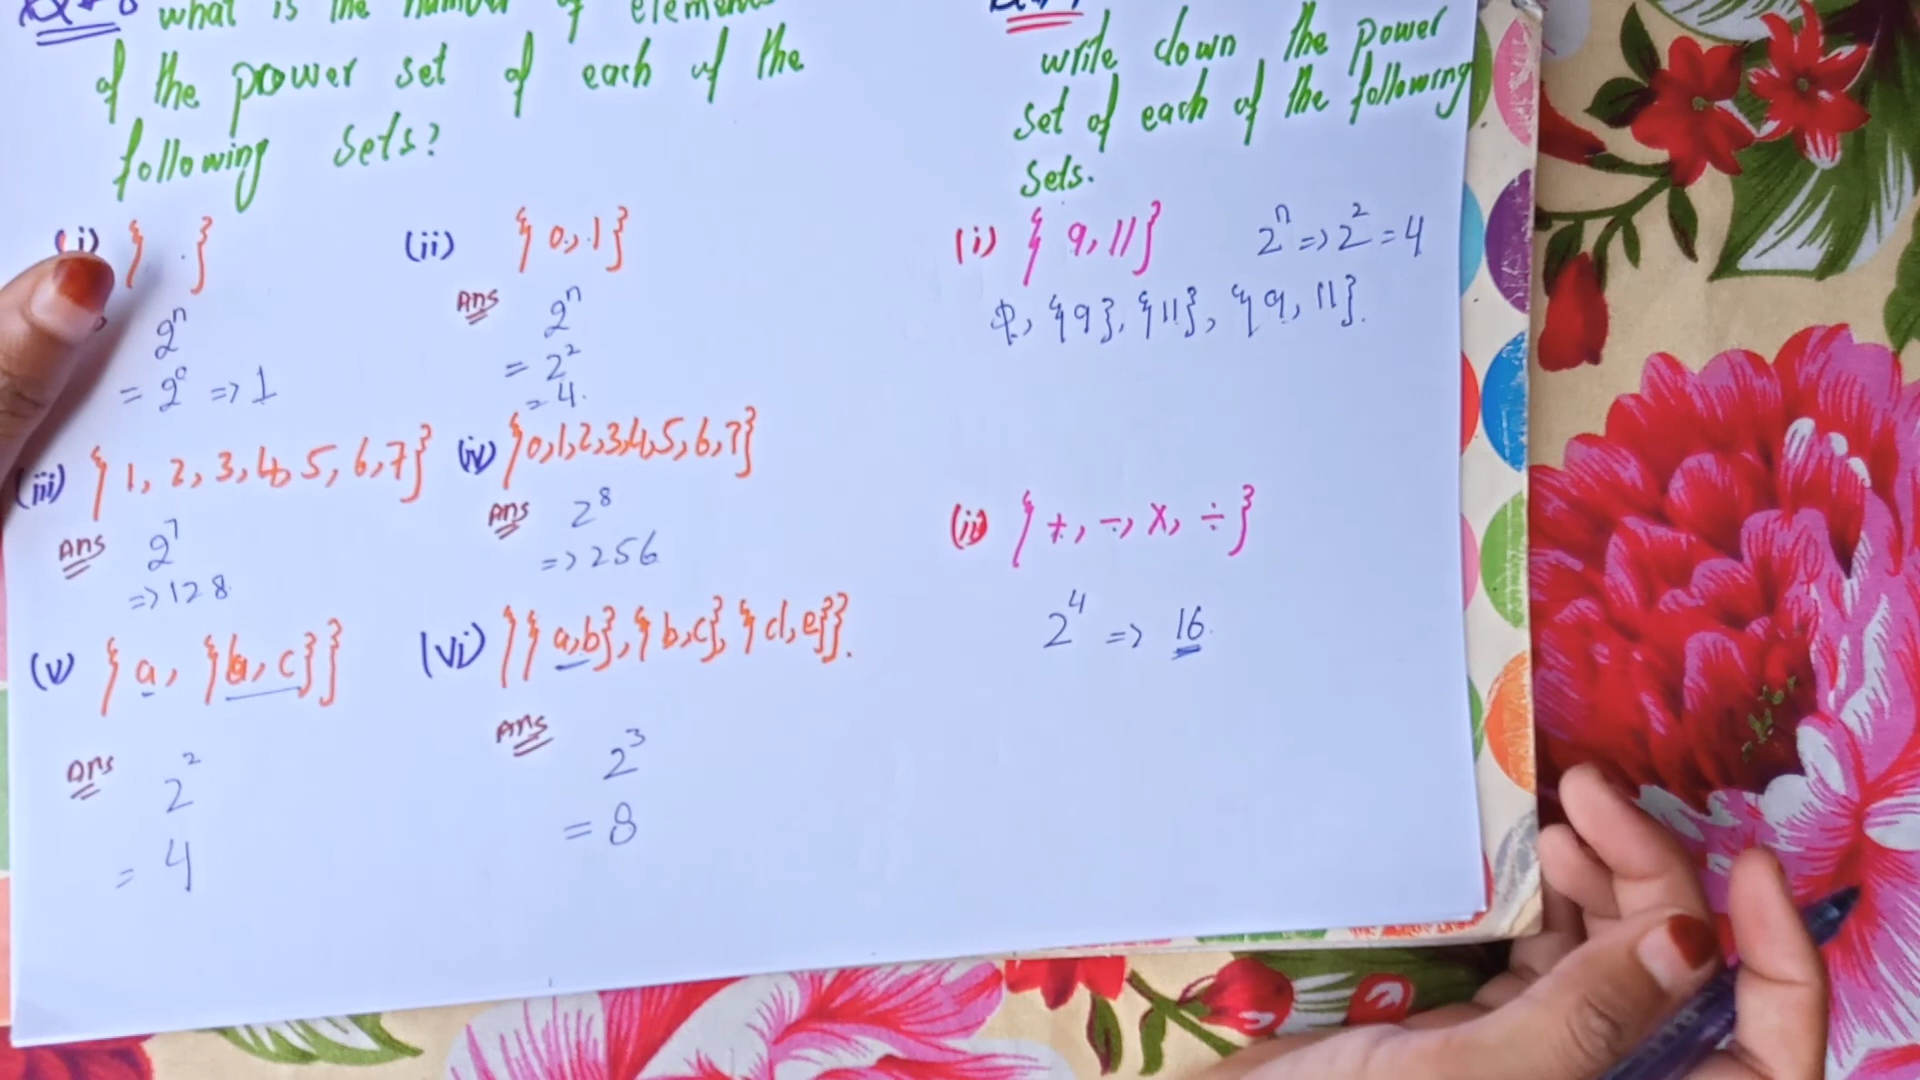 what is the number of elements
of the power set of each of the
following sets?
(i) { . }
2ⁿ
= 2⁰ => 1
(ii) { 0, 1 }
Ans 2ⁿ
= 2²
= 4.
(iii) { 1, 2, 3, 4, 5, 6, 7 }
Ans 2⁷
=> 128
(iv) { 0, 1, 2, 3, 4, 5, 6, 7 }
Ans 2⁸
=> 256
(v) { a, { b, c } }
Ans 2²
= 4
(vi) { { a, b }, { b, c }, { d, e } }.
Ans 2³
= 8
write down the power
set of each of the following
sets.
(i) { 9, 11 } 2ⁿ => 2² = 4
Φ, { 9 }, { 11 }, { 9, 11 }.
(ii) { +, -, ×, ÷ }
2⁴ => 16.